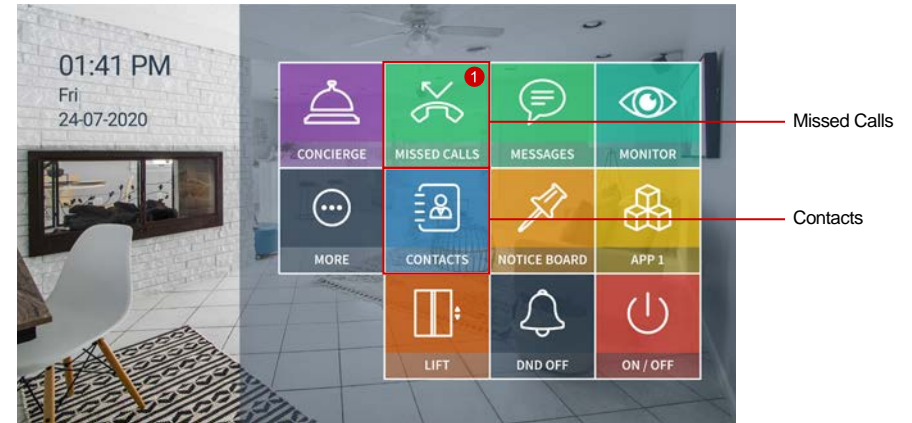 01:41 PM
Fri
24-07-2020
1
CONCIERGE
MISSED CALLS
MESSAGES
MONITOR
Missed Calls
MORE
CONTACTS
NOTICE BOARD
APP 1
Contacts
LIFT
DND OFF
ON / OFF